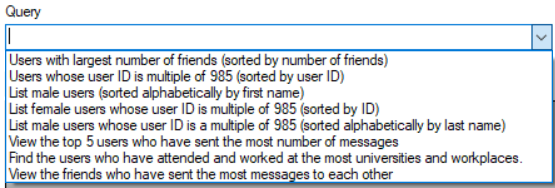 Query
Users with largest number of friends (sorted by number of friends)
Users whose user ID is multiple of 985 (sorted by user ID)
List male users (sorted alphabetically by first name)
List female users whose user ID is multiple of 985 (sorted by ID)
List male users whose user ID is a multiple of 985 (sorted alphabetically by last name)
View the top 5 users who have sent the most number of messages
Find the users who have attended and worked at the most universities and workplaces.
View the friends who have sent the most messages to each other